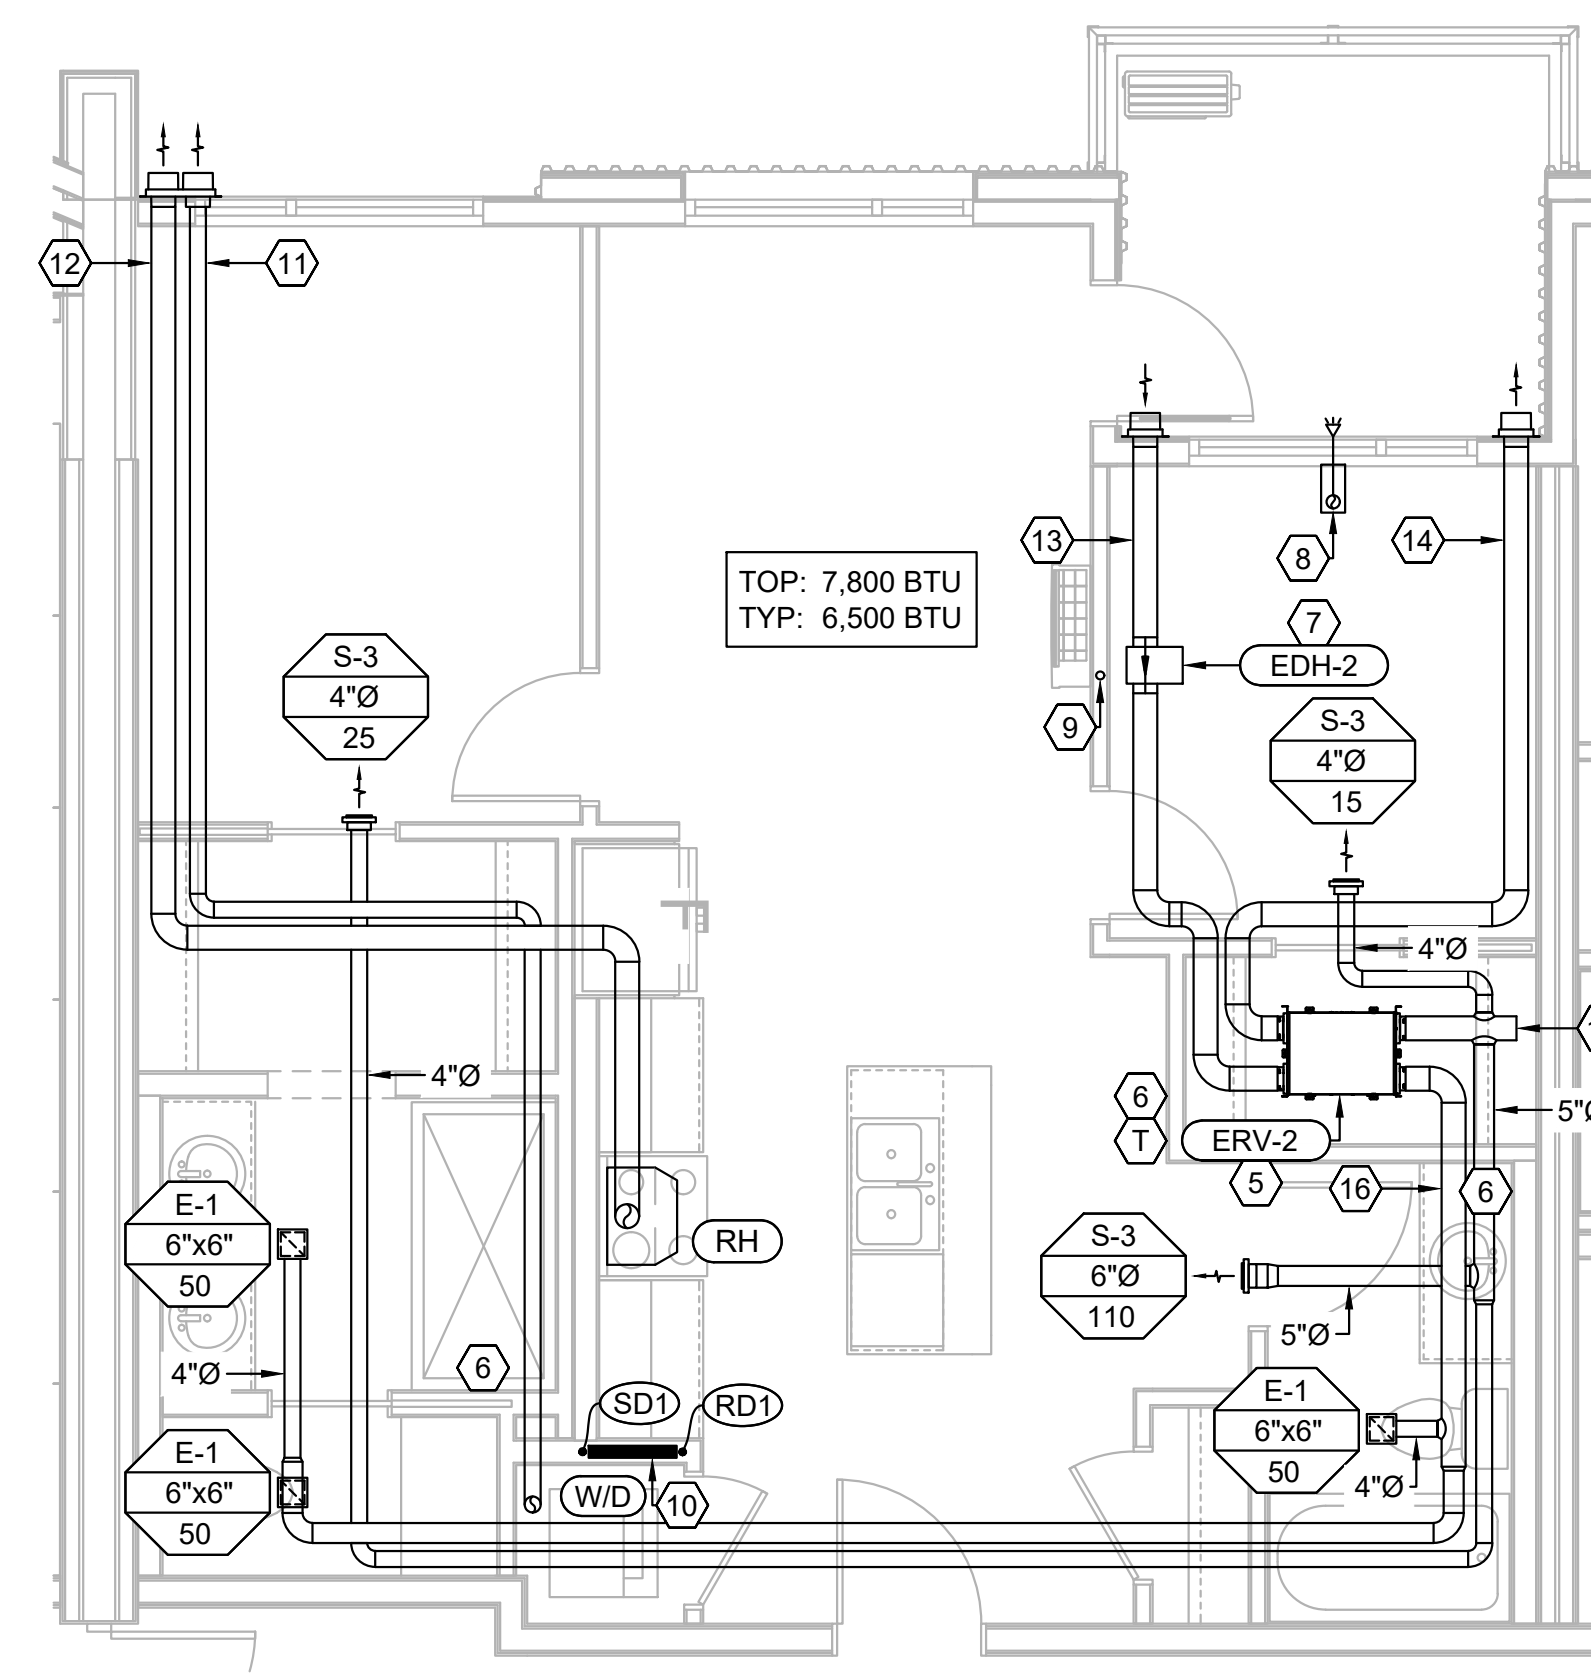 12
11
13
14
8
TOP: 7,800 BTU
TYP: 6,500 BTU
7
EDH-2
S-3
4"Ø
25
9
S-3
4"Ø
15
4"Ø
4"Ø
6
T
ERV-2
5
16
6
5"Ø
E-1
6"x6"
50
RH
S-3
6"Ø
110
5"Ø
4"Ø
6
SD1
RD1
E-1
6"x6"
50
4"Ø
E-1
6"x6"
50
W/D
10